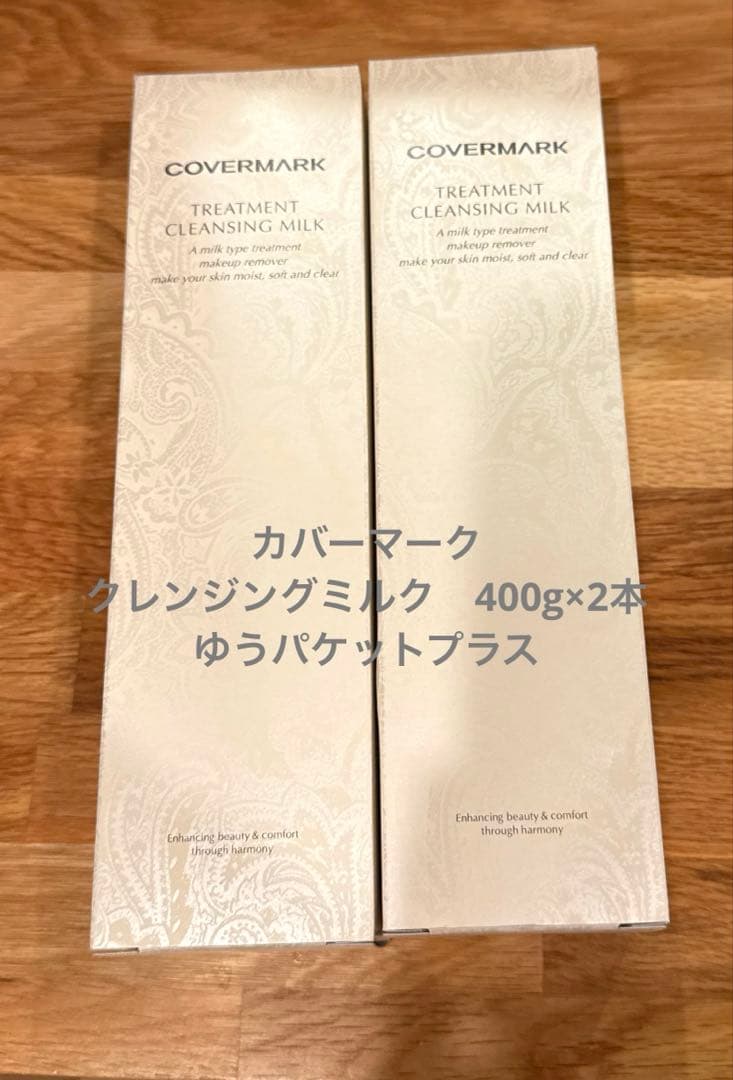 COVERMARK
TREATMENT
CLEANSING MILK
A milk type treatment
makeup remover
make your skin moist, soft and clear
COVERMARK
TREATMENT
CLEANSING MILK
A milk type treatment
makeup remover
make your skin moist, soft and clear
カバーマーク
クレンジングミルク　400g×2本
ゆうパケットプラス
Enhancing beauty & comfort
through harmony
Enhancing beauty & comfort
through harmony